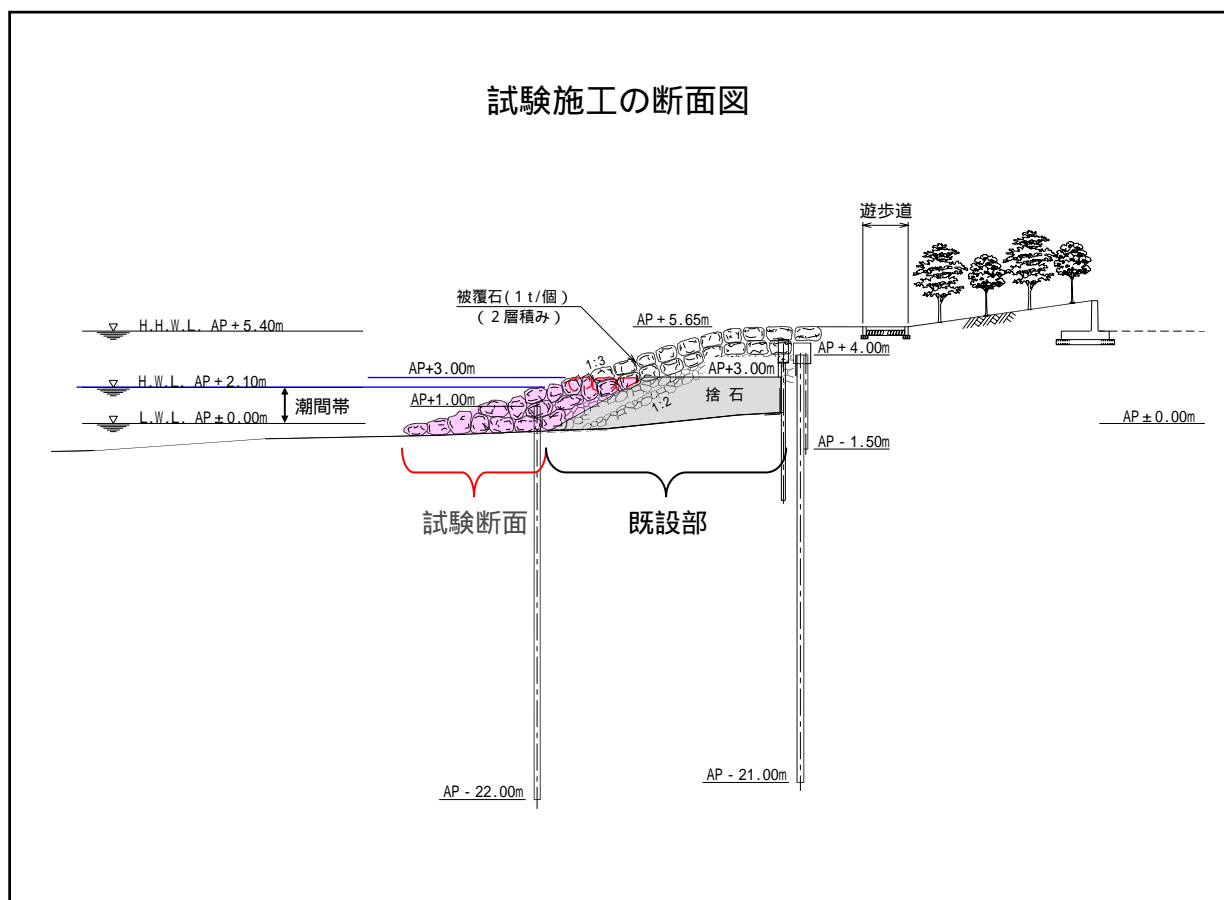 試験施工の断面図
遊歩道
被覆石(1t/個)
(2層積み)
H.H.W.L. AP+5.40m
AP+5.65m
AP+4.00m
1:3
AP+3.00m
AP+3.00m
H.W.L. AP+2.10m
捨石
潮間帯
AP+1.00m
1:2
L.W.L. AP±0.00m
AP±0.00m
AP-1.50m
試験断面
既設部
AP-21.00m
AP-22.00m